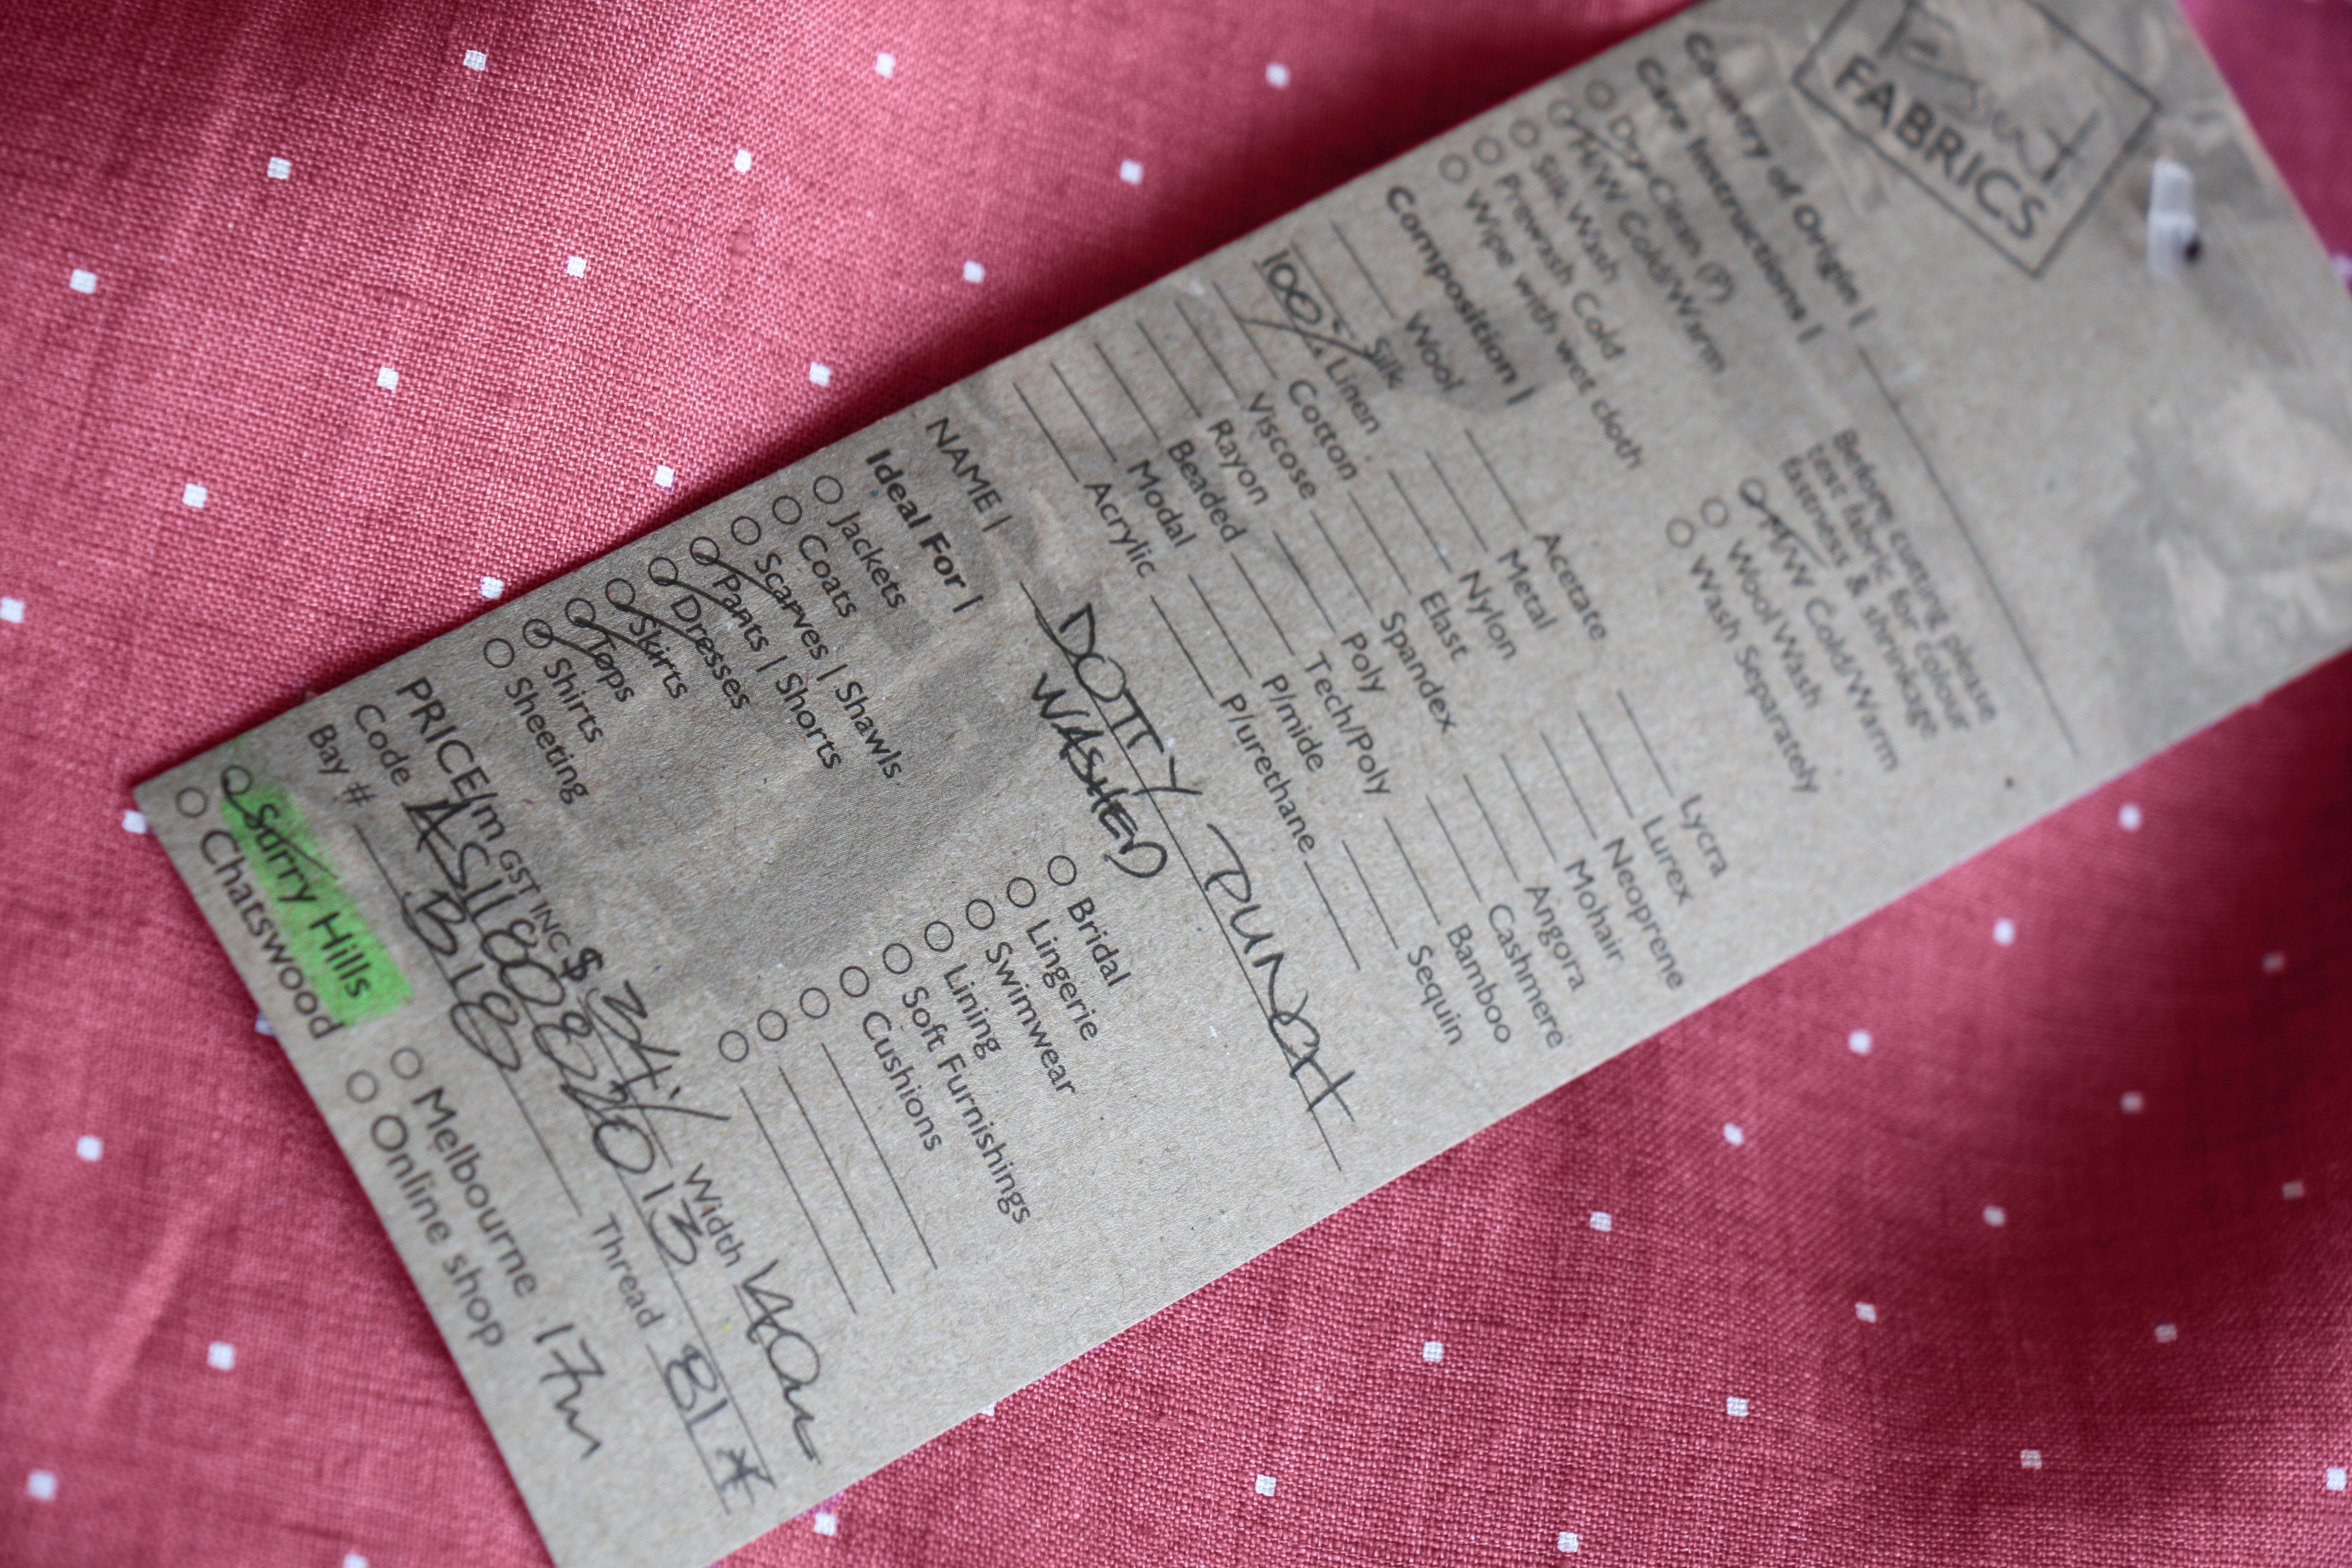 FABRICS
Country of Origin |
Care Instructions |
Before cutting please
test fabric for colour
fastness & shrinkage
Dry Clean (P)
H/W Cold/Warm
M/W Cold/Warm
Silk Wash
Wool Wash
Prewash Cold
Wash Separately
Wipe with wet cloth
Composition |
Wool Acetate Lycra
Silk Metal Lurex
100% Linen Nylon Neoprene
Cotton Elast Mohair
Viscose Spandex Angora
Rayon Poly Cashmere
Beaded Tech/Poly Bamboo
Modal P/mide Sequin
Acrylic P/urethane
NAME | DOTTY
WASHED
Ideal For |
Jackets Bridal
Coats Lingerie
Scarves | Shawls Swimwear
Pants | Shorts Lining
Dresses Soft Furnishings
Skirts Cushions
Tops
Shirts
Sheeting
PRICE/m GST INC $ Width
Code
Bay # B18 Thread
Surry Hills Melbourne
Chatswood Online shop